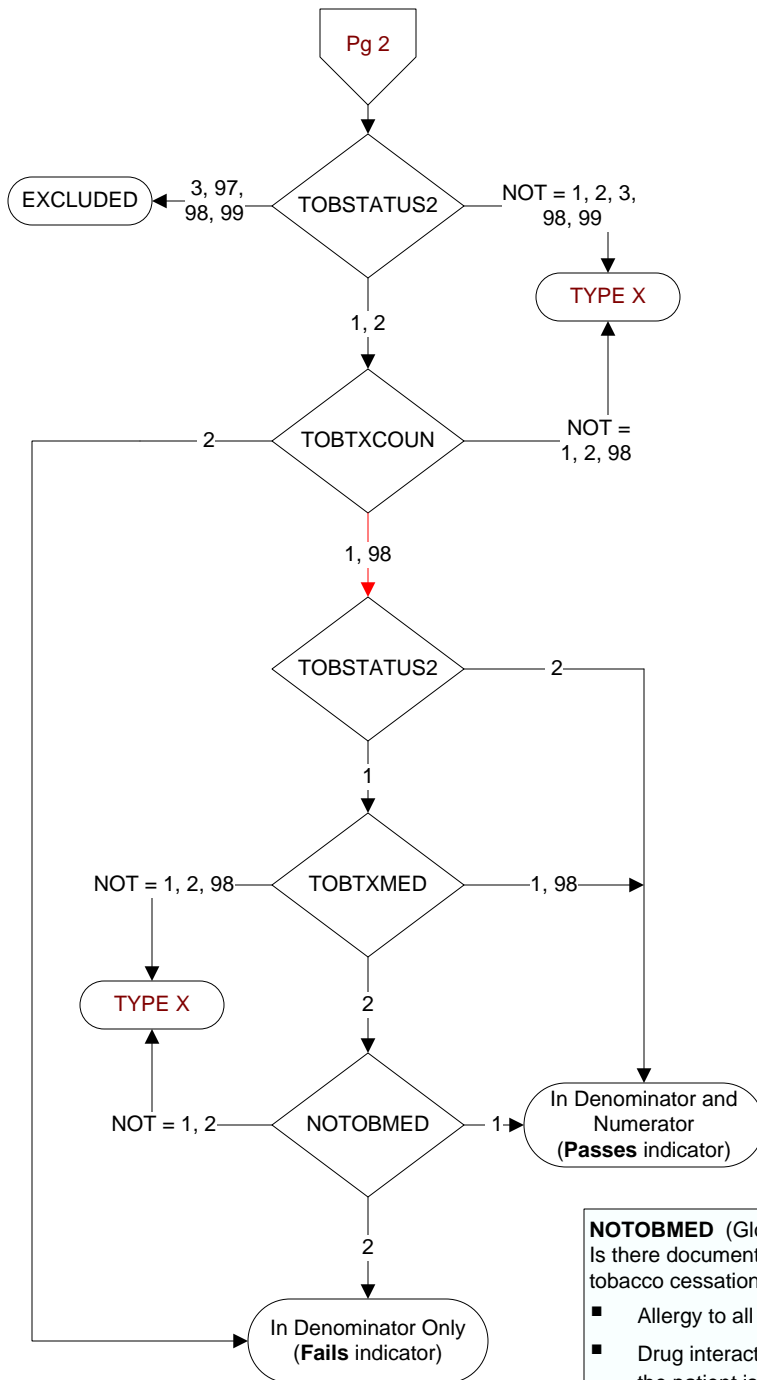 Pg 2
EXCLUDED
3, 97,
98, 99
TOBSTATUS2
NOT = 1, 2, 3,
98, 99
TYPE X
1, 2
2
TOBTXCOUN
NOT =
1, 2, 98
1, 98
TOBSTATUS2
2
1
NOT = 1, 2, 98
TOBTXMED
1, 98
TYPE X
2
NOT = 1, 2
NOTOBMED
1
In Denominator and
Numerator
(Passes indicator)
2
In Denominator Only
(Fails indicator)
NOTOBMED (Glo
Is there document
tobacco cessation
■ Allergy to all
■ Drug interact